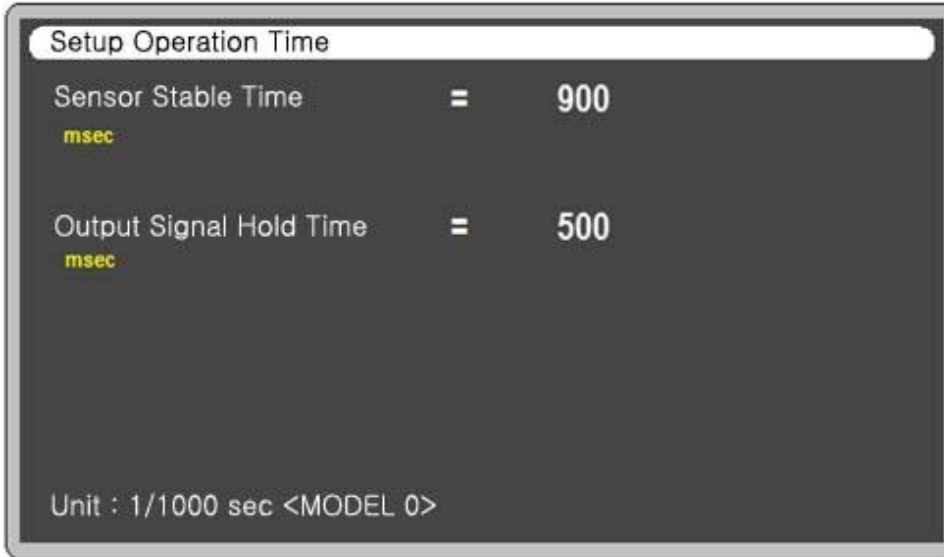 Setup Operation Time
Sensor Stable Time = 900
msec
Output Signal Hold Time = 500
msec
Unit : 1/1000 sec <MODEL 0>